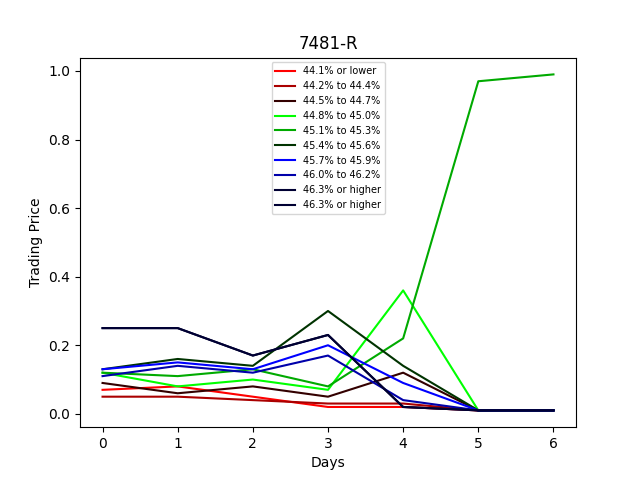 7481-R
44.1% or lower
44.2% to 44.4%
44.5% to 44.7%
44.8% to 45.0%
45.1% to 45.3%
45.4% to 45.6%
45.7% to 45.9%
46.0% to 46.2%
46.3% or higher
46.3% or higher
Trading Price
1.0
0.8
0.6
0.4
0.2
0.0
0 1 2 3 4 5 6
Days